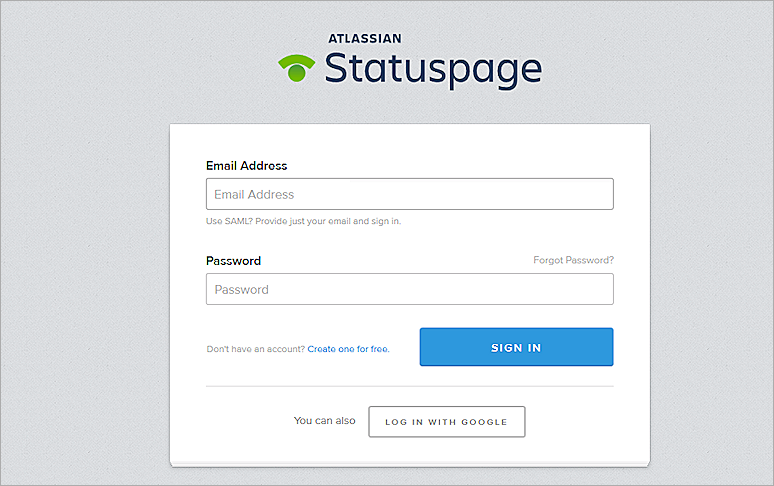 ATLASSIAN
Statuspage
Email Address
Email Address
Use SAML? Provide just your email and sign in.
Password Forgot Password?
Password
Don't have an account? Create one for free. SIGN IN
You can also LOG IN WITH GOOGLE